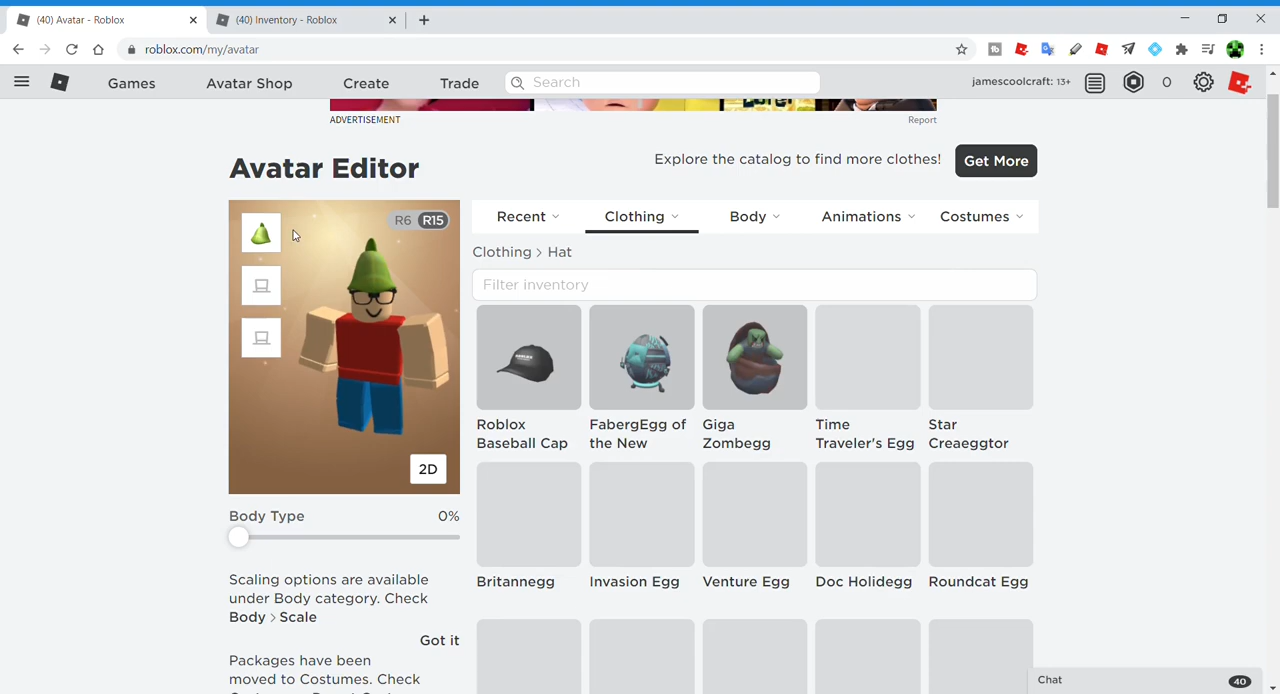 (40) Avatar - Roblox
(40) Inventory - Roblox
roblox.com/my/avatar
Games
Avatar Shop
Create
Trade
Search
jamescoolcraft: 13+
0
ADVERTISEMENT
Report
Avatar Editor
Explore the catalog to find more clothes!
Get More
R6 R15
2D
Recent
Clothing
Body
Animations
Costumes
Clothing > Hat
Filter inventory
Roblox
Baseball Cap
FabergEgg of
the New
Giga
Zombegg
Time
Traveler's Egg
Star
Creaeggtor
Britannegg
Invasion Egg
Venture Egg
Doc Holidegg
Roundcat Egg
Body Type
0%
Scaling options are available
under Body category. Check
Body > Scale
Got it
Packages have been
moved to Costumes. Check
Chat
40